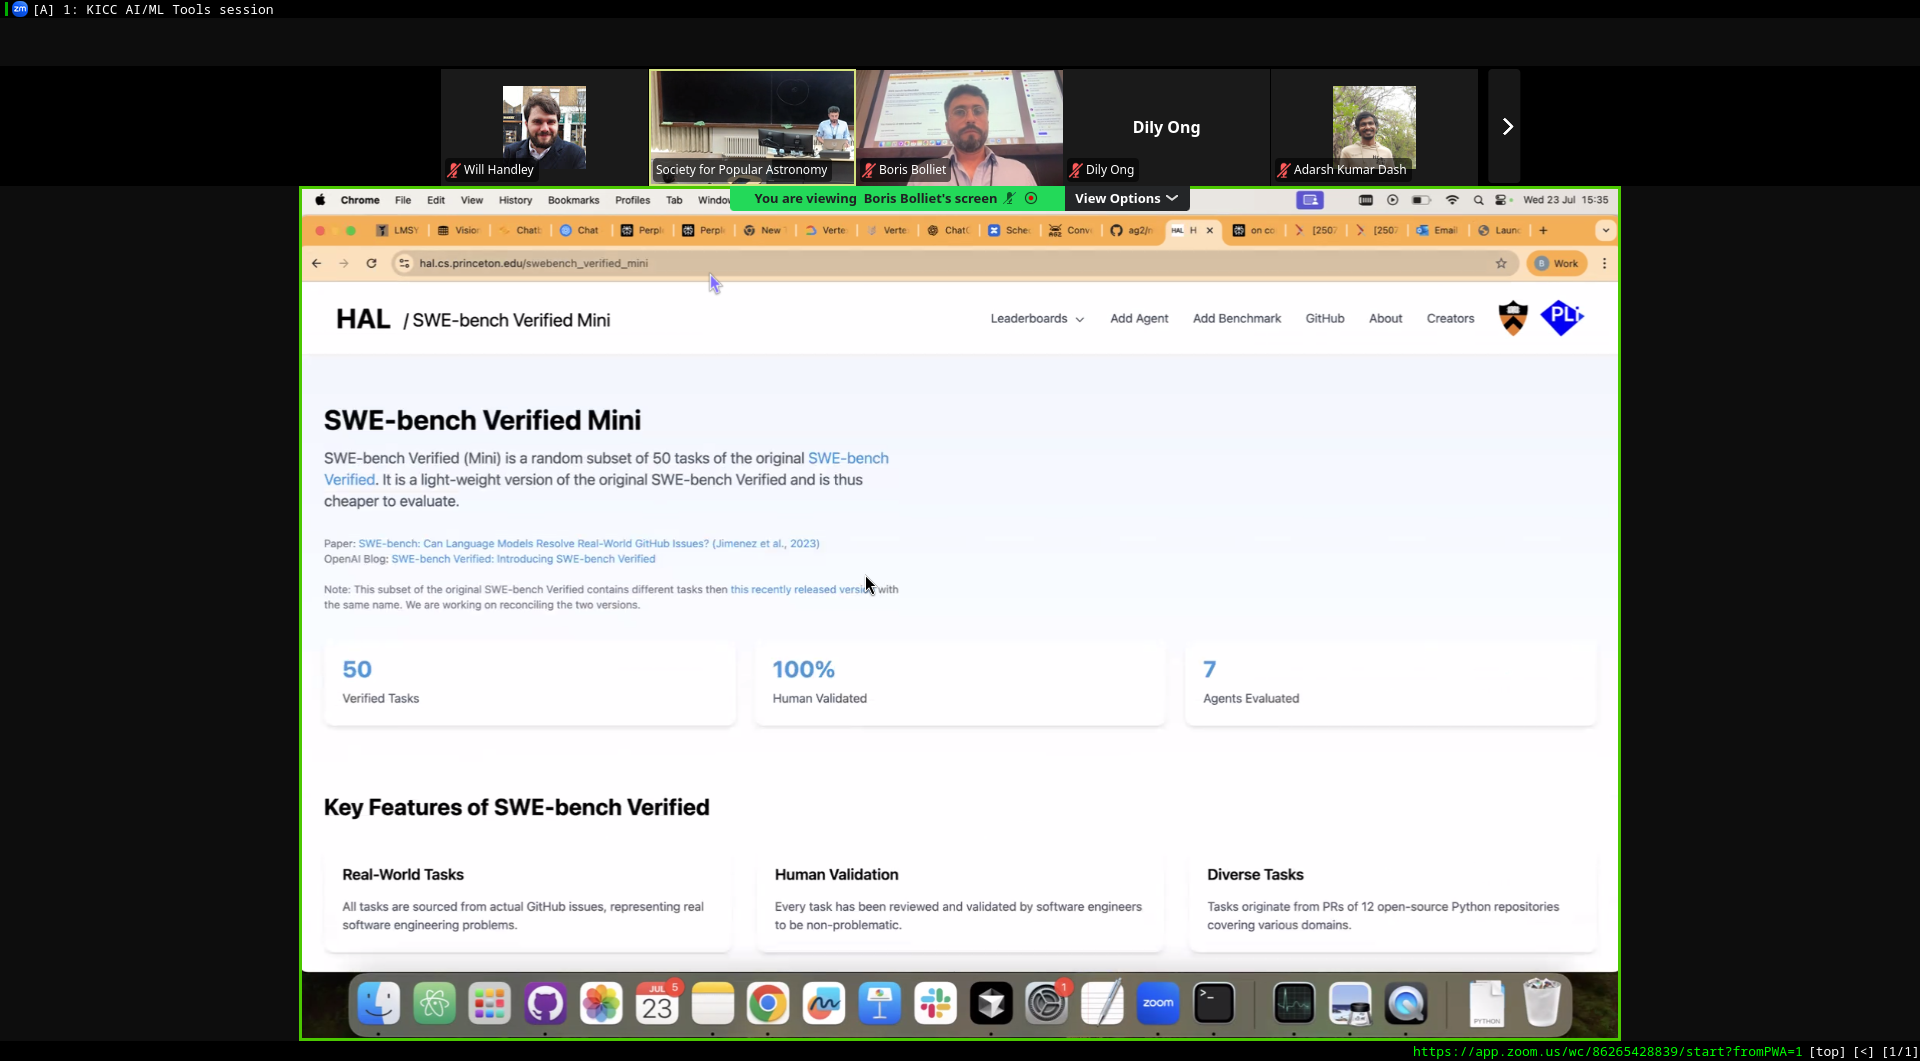 [A] 1: KICC AI/ML Tools session
Will Handley
Society for Popular Astronomy
Boris Bolliet
Dily Ong
Dily Ong
Adarsh Kumar Dash
Chrome File Edit View History Bookmarks Profiles Tab Windo
You are viewing Boris Bolliet's screen
View Options
Wed 23 Jul 15:35
LMSY
Vision
Chatb
Chat
Perple
Perple
New
Verte
Verte
ChatG
Sche
Conv
ag2/
HAL H
on co
[2507
[2507
Email
Launc
hal.cs.princeton.edu/swebench_verified_mini
B Work
HAL / SWE-bench Verified Mini
Leaderboards
Add Agent
Add Benchmark
GitHub
About
Creators
PLI
SWE-bench Verified Mini
SWE-bench Verified (Mini) is a random subset of 50 tasks of the original SWE-bench
Verified. It is a light-weight version of the original SWE-bench Verified and is thus
cheaper to evaluate.
Paper: SWE-bench: Can Language Models Resolve Real-World GitHub Issues? (Jimenez et al., 2023)
OpenAI Blog: SWE-bench Verified: Introducing SWE-bench Verified
Note: This subset of the original SWE-bench Verified contains different tasks then this recently released version with
the same name. We are working on reconciling the two versions.
50
Verified Tasks
100%
Human Validated
7
Agents Evaluated
Key Features of SWE-bench Verified
Real-World Tasks
All tasks are sourced from actual GitHub issues, representing real
software engineering problems.
Human Validation
Every task has been reviewed and validated by software engineers
to be non-problematic.
Diverse Tasks
Tasks originate from PRs of 12 open-source Python repositories
covering various domains.
JUL
23
5
1
zoom
PYTHON
https://app.zoom.us/wc/86265428839/start?fromPWA=1 [top] [<] [1/1]